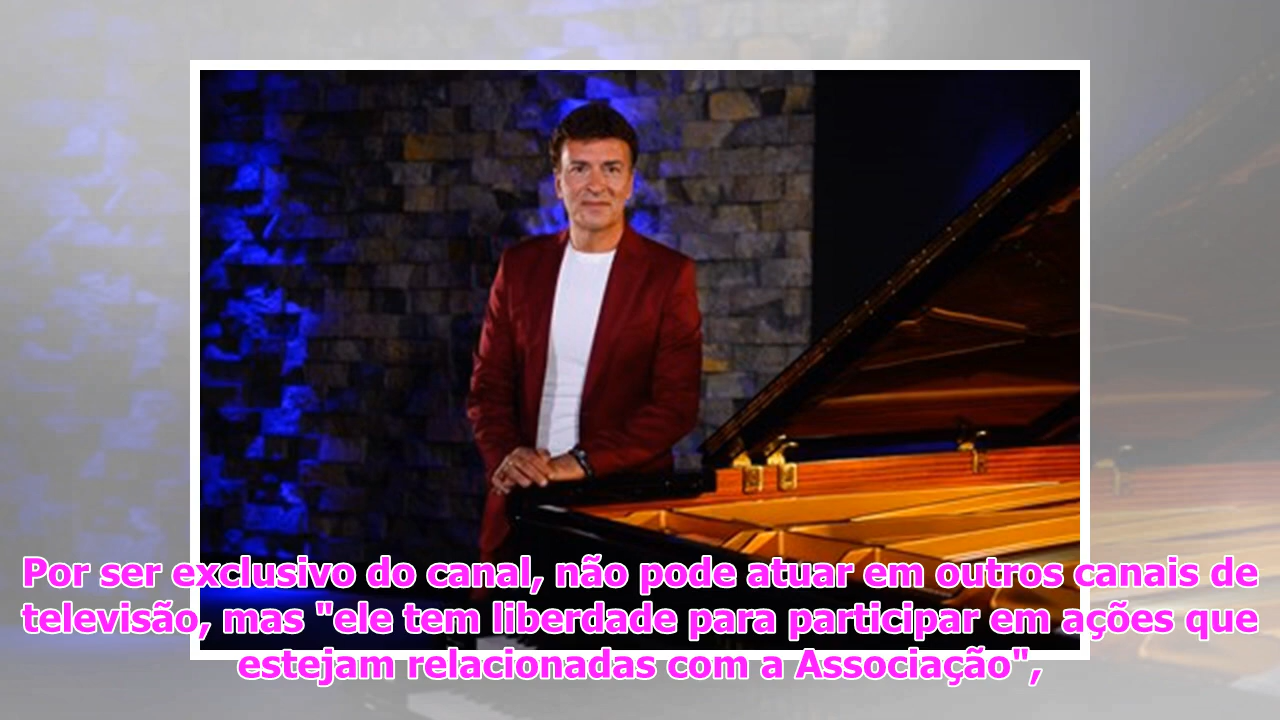 Por ser exclusivo do canal, não pode atuar em outros canais de
televisão, mas "ele tem liberdade para participar em ações que
estejam relacionadas com a Associação",